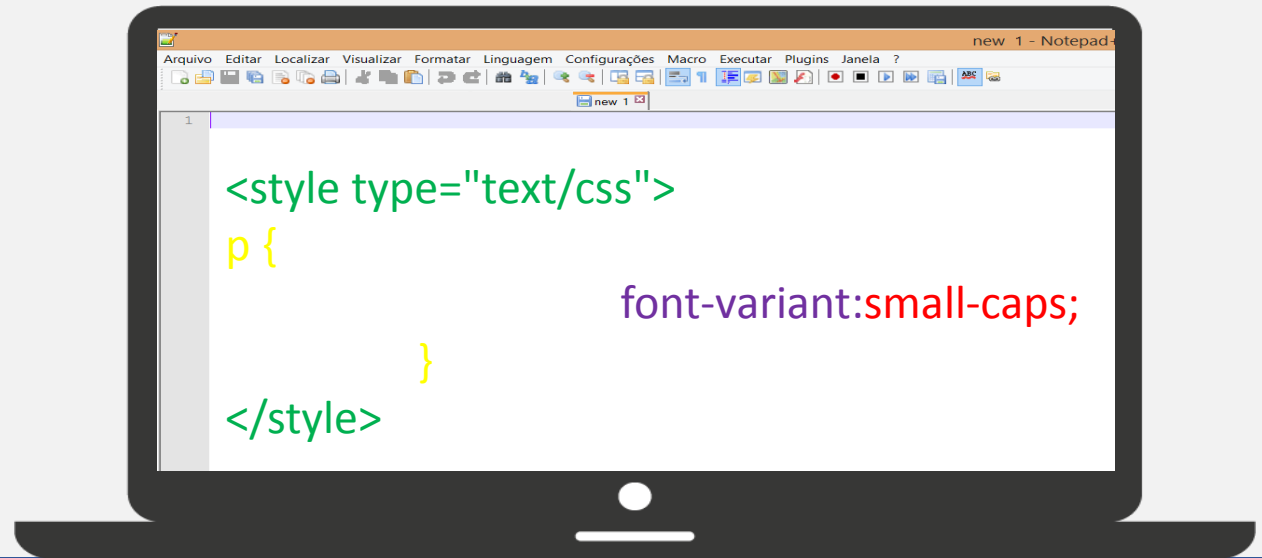 new 1 - Notepad+
Arquivo Editar Localizar Visualizar Formatar Linguagem Configurações Macro Executar Plugins Janela ?
ABC
new 1
1
<style type="text/css">
p {
font-variant:small-caps;
}
</style>